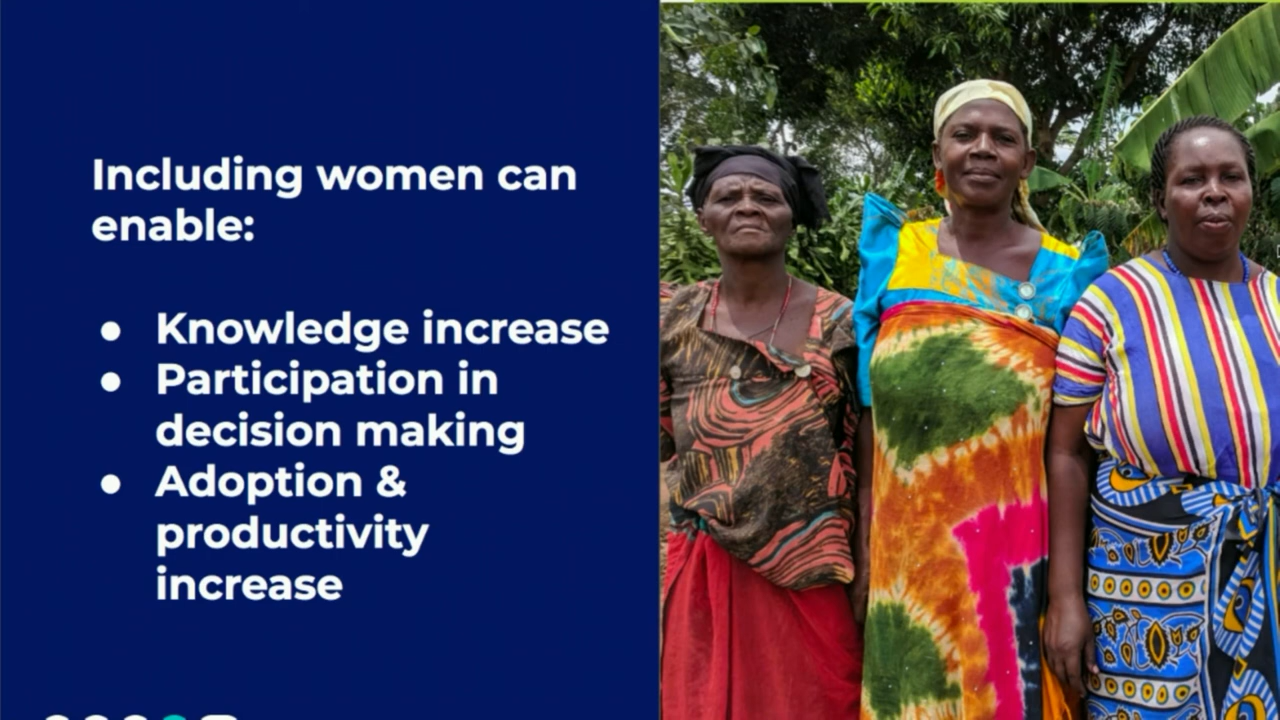 Including women can
enable:
● Knowledge increase
● Participation in
decision making
● Adoption &
productivity
increase